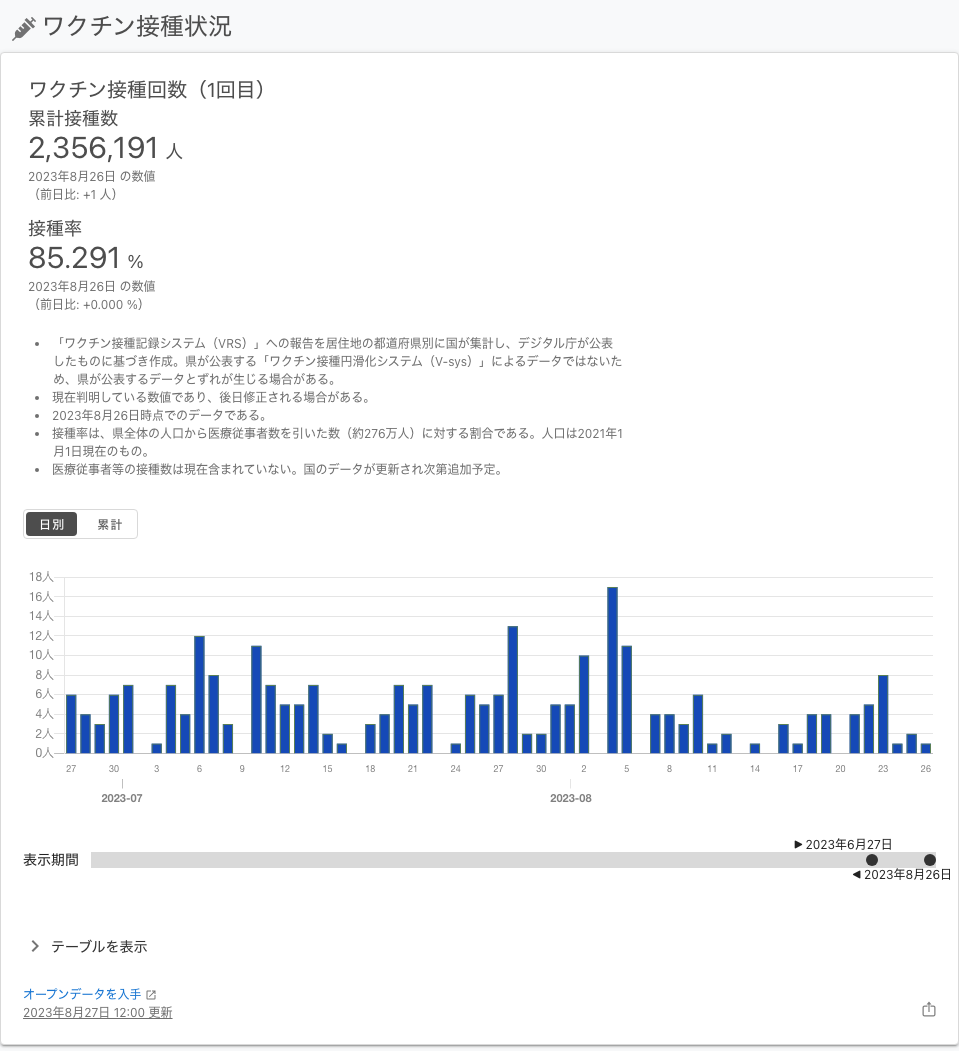 ワクチン接種状況
ワクチン接種回数（1回目）
累計接種数
2,356,191 人
2023年8月26日 の数値
（前日比: +1 人）
接種率
85.291 %
2023年8月26日 の数値
（前日比: +0.000 %）
• 「ワクチン接種記録システム（VRS）」への報告を居住地の都道府県別に国が集計し、デジタル庁が公表
したものに基づき作成。県が公表する「ワクチン接種円滑化システム（V-sys）」によるデータではないた
め、県が公表するデータとずれが生じる場合がある。
• 現在判明している数値であり、後日修正される場合がある。
• 2023年8月26日時点でのデータである。
• 接種率は、県全体の人口から医療従事者数を引いた数（約276万人）に対する割合である。人口は2021年1
月1日現在のもの。
• 医療従事者等の接種数は現在含まれていない。国のデータが更新され次第追加予定。
日別 累計
18人
16人
14人
12人
10人
8人
6人
4人
2人
0人
27 30 3 6 9 12 15 18 21 24 27 30 2 5 8 11 14 17 20 23 26
2023-07 2023-08
▶ 2023年6月27日
表示期間
◀ 2023年8月26日
テーブルを表示
オープンデータを入手
2023年8月27日 12:00 更新